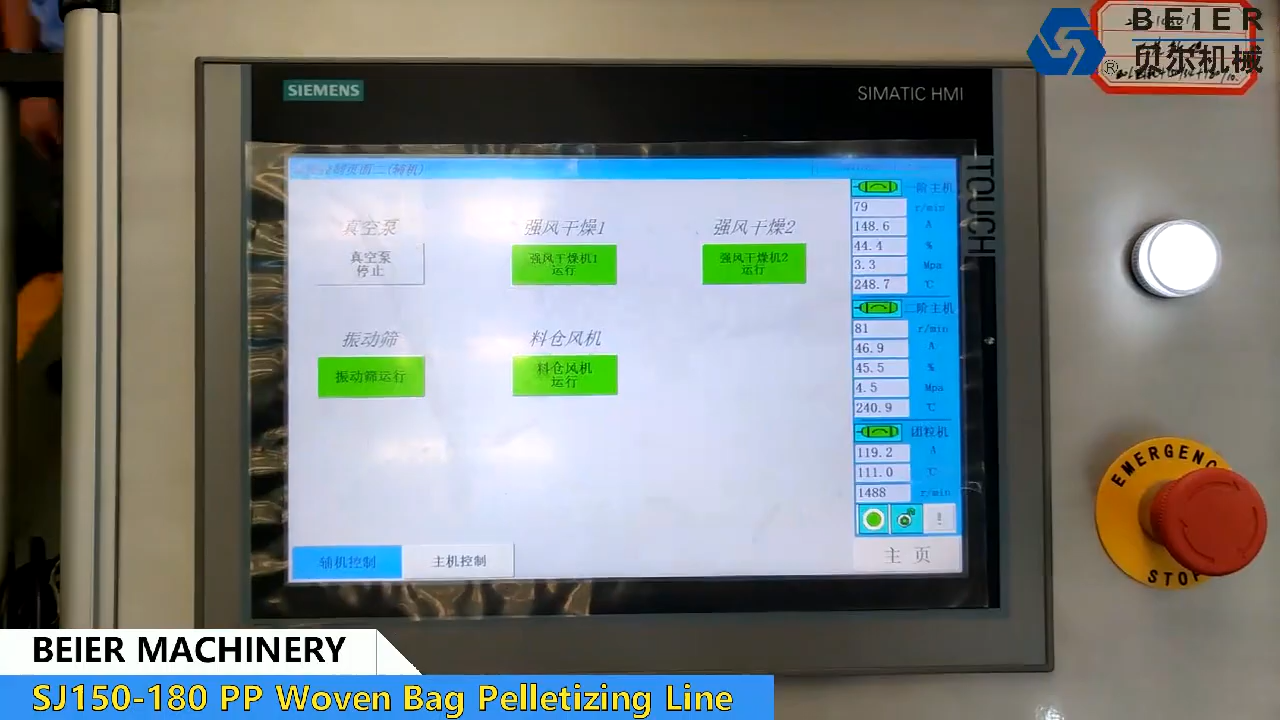 BEIER
贝尔机械
®
SIEMENS
SIMATIC HMI
TOUCH
页面二(辅机)
真空泵
真空泵
停止
强风干燥1
强风干燥机1
运行
强风干燥2
强风干燥机2
运行
振动筛
振动筛运行
料仓风机
料仓风机
运行
一阶主机
79 r/min
148.6 A
44.4 %
3.3 Mpa
248.7 ℃
二阶主机
81 r/min
46.9 A
45.5 %
4.5 Mpa
240.9 ℃
团粒机
119.2 A
111.0 ℃
1488 r/min
!
辅机控制
主机控制
主 页
EMERGENCY
STOP
BEIER MACHINERY
SJ150-180 PP Woven Bag Pelletizing Line